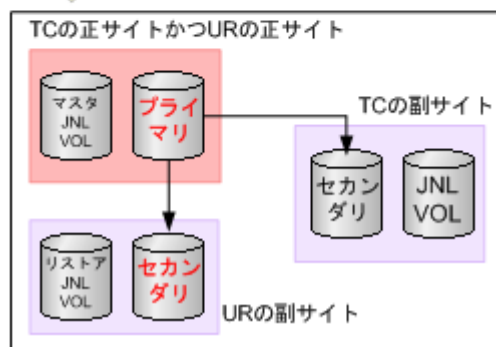 TCの正サイトかつURの正サイト
マスタ
JNL
VOL
プライ
マリ
TCの副サイト
セカン
ダリ
JNL
VOL
リストア
JNL
VOL
セカン
ダリ
URの副サイト